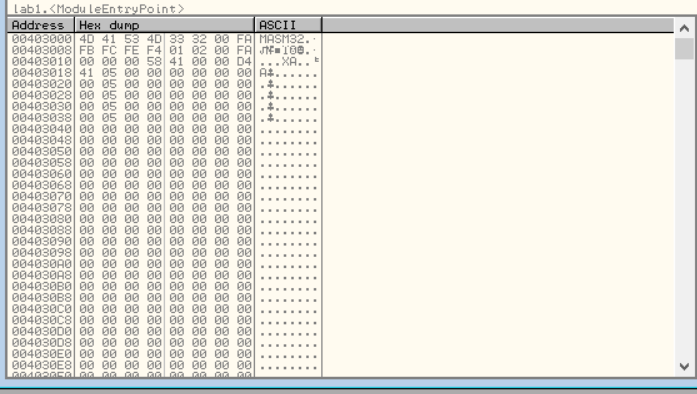 lab1.<ModuleEntryPoint>
Address Hex dump ASCII
00403000 4D 41 53 4D 33 32 00 FA MASM32.·
00403008 FB FC FE F4 01 02 00 FA
00403010 00 00 00 58 41 00 00 D4 ...XA..╘
00403018 41 05 00 00 00 00 00 00 A♣......
00403020 00 05 00 00 00 00 00 00 .♣......
00403028 00 05 00 00 00 00 00 00 .♣......
00403030 00 05 00 00 00 00 00 00 .♣......
00403038 00 05 00 00 00 00 00 00 .♣......
00403040 00 00 00 00 00 00 00 00 ........
00403048 00 00 00 00 00 00 00 00 ........
00403050 00 00 00 00 00 00 00 00 ........
00403058 00 00 00 00 00 00 00 00 ........
00403060 00 00 00 00 00 00 00 00 ........
00403068 00 00 00 00 00 00 00 00 ........
00403070 00 00 00 00 00 00 00 00 ........
00403078 00 00 00 00 00 00 00 00 ........
00403080 00 00 00 00 00 00 00 00 ........
00403088 00 00 00 00 00 00 00 00 ........
00403090 00 00 00 00 00 00 00 00 ........
00403098 00 00 00 00 00 00 00 00 ........
004030A0 00 00 00 00 00 00 00 00 ........
004030A8 00 00 00 00 00 00 00 00 ........
004030B0 00 00 00 00 00 00 00 00 ........
004030B8 00 00 00 00 00 00 00 00 ........
004030C0 00 00 00 00 00 00 00 00 ........
004030C8 00 00 00 00 00 00 00 00 ........
004030D0 00 00 00 00 00 00 00 00 ........
004030D8 00 00 00 00 00 00 00 00 ........
004030E0 00 00 00 00 00 00 00 00 ........
004030E8 00 00 00 00 00 00 00 00 ........
004030F0 00 00 00 00 00 00 00 00 ........